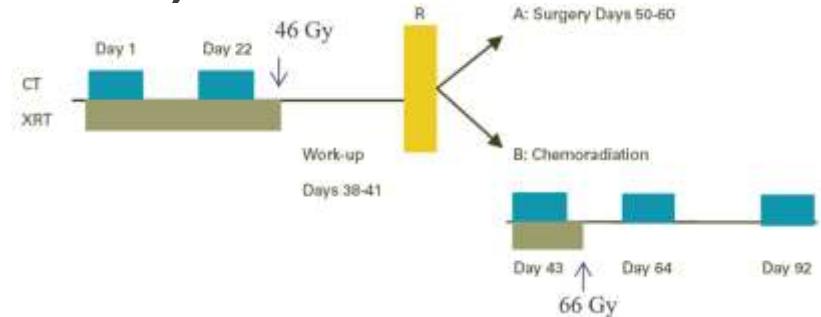 46 Gy
R
A: Surgery Days 50-60
Day 1
Day 22
CT
XRT
Work-up
Days 38-41
B: Chemoradiation
Day 43
Day 64
Day 92
66 Gy